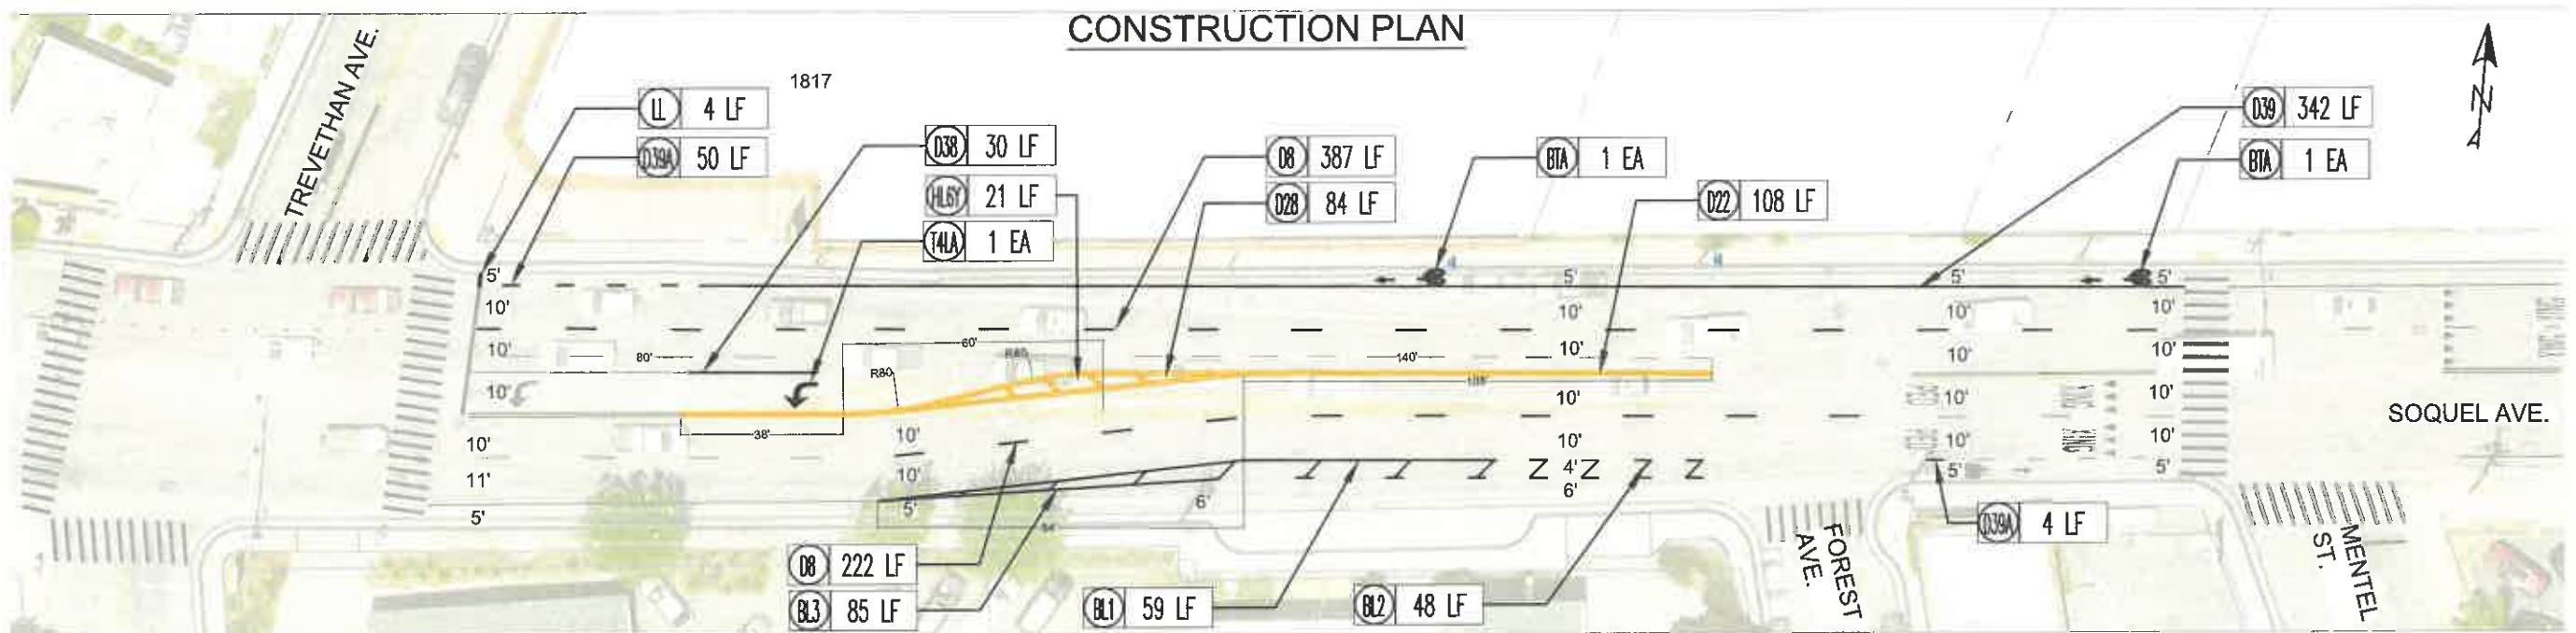 CONSTRUCTION PLAN
TREVETHAN AVE.
1817
N
LL 4 LF
D39A 50 LF
D38 30 LF
HL6Y 21 LF
T4LA 1 EA
D8 387 LF
D28 84 LF
BTA 1 EA
D22 108 LF
D39 342 LF
BTA 1 EA
5' 5' 5' 5'
10' 10' 10' 10'
10' 80' 60' 140' 10' 10' 10'
R80
10' 10' 10' 10'
38'
SOQUEL AVE.
10' 10' 10' 10' 10'
11' 10' 4' 5' 5'
Z Z Z Z
5' 5' 6' 6'
D39A 4 LF
FOREST AVE.
MENTEL ST.
D8 222 LF
BL3 85 LF
BL1 59 LF
BL2 48 LF